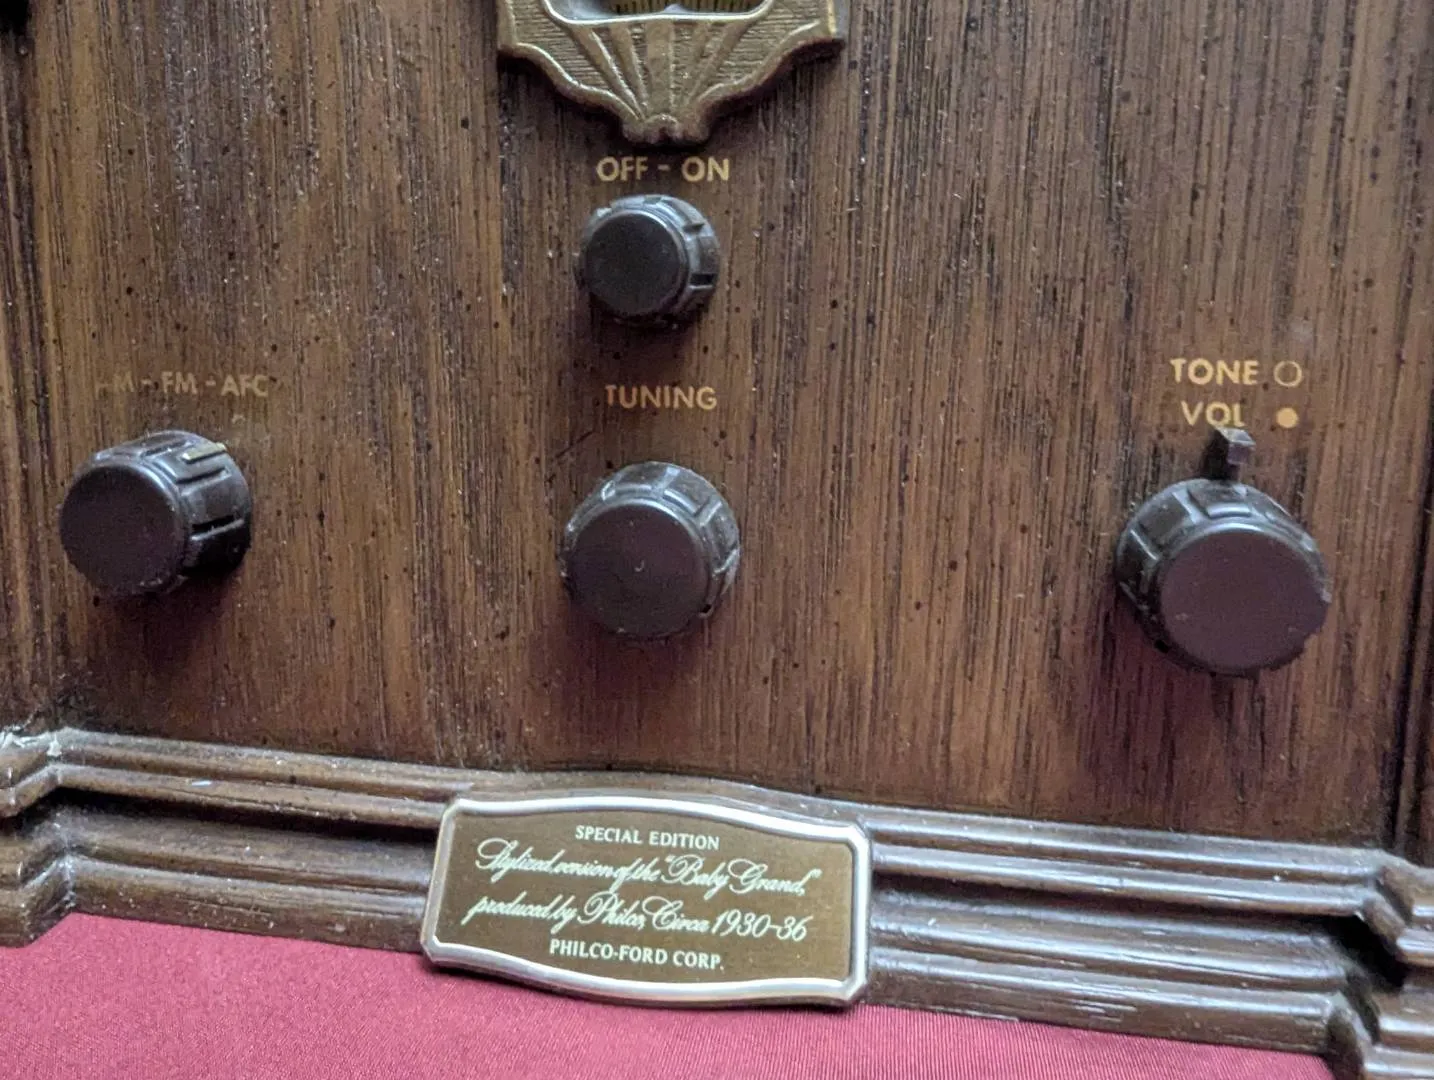 OFF - ON
M - FM - AFC
TUNING
TONE
VOL
SPECIAL EDITION
Stylized version of the "Baby Grand,"
produced by Philco, Circa 1930-36
PHILCO-FORD CORP.